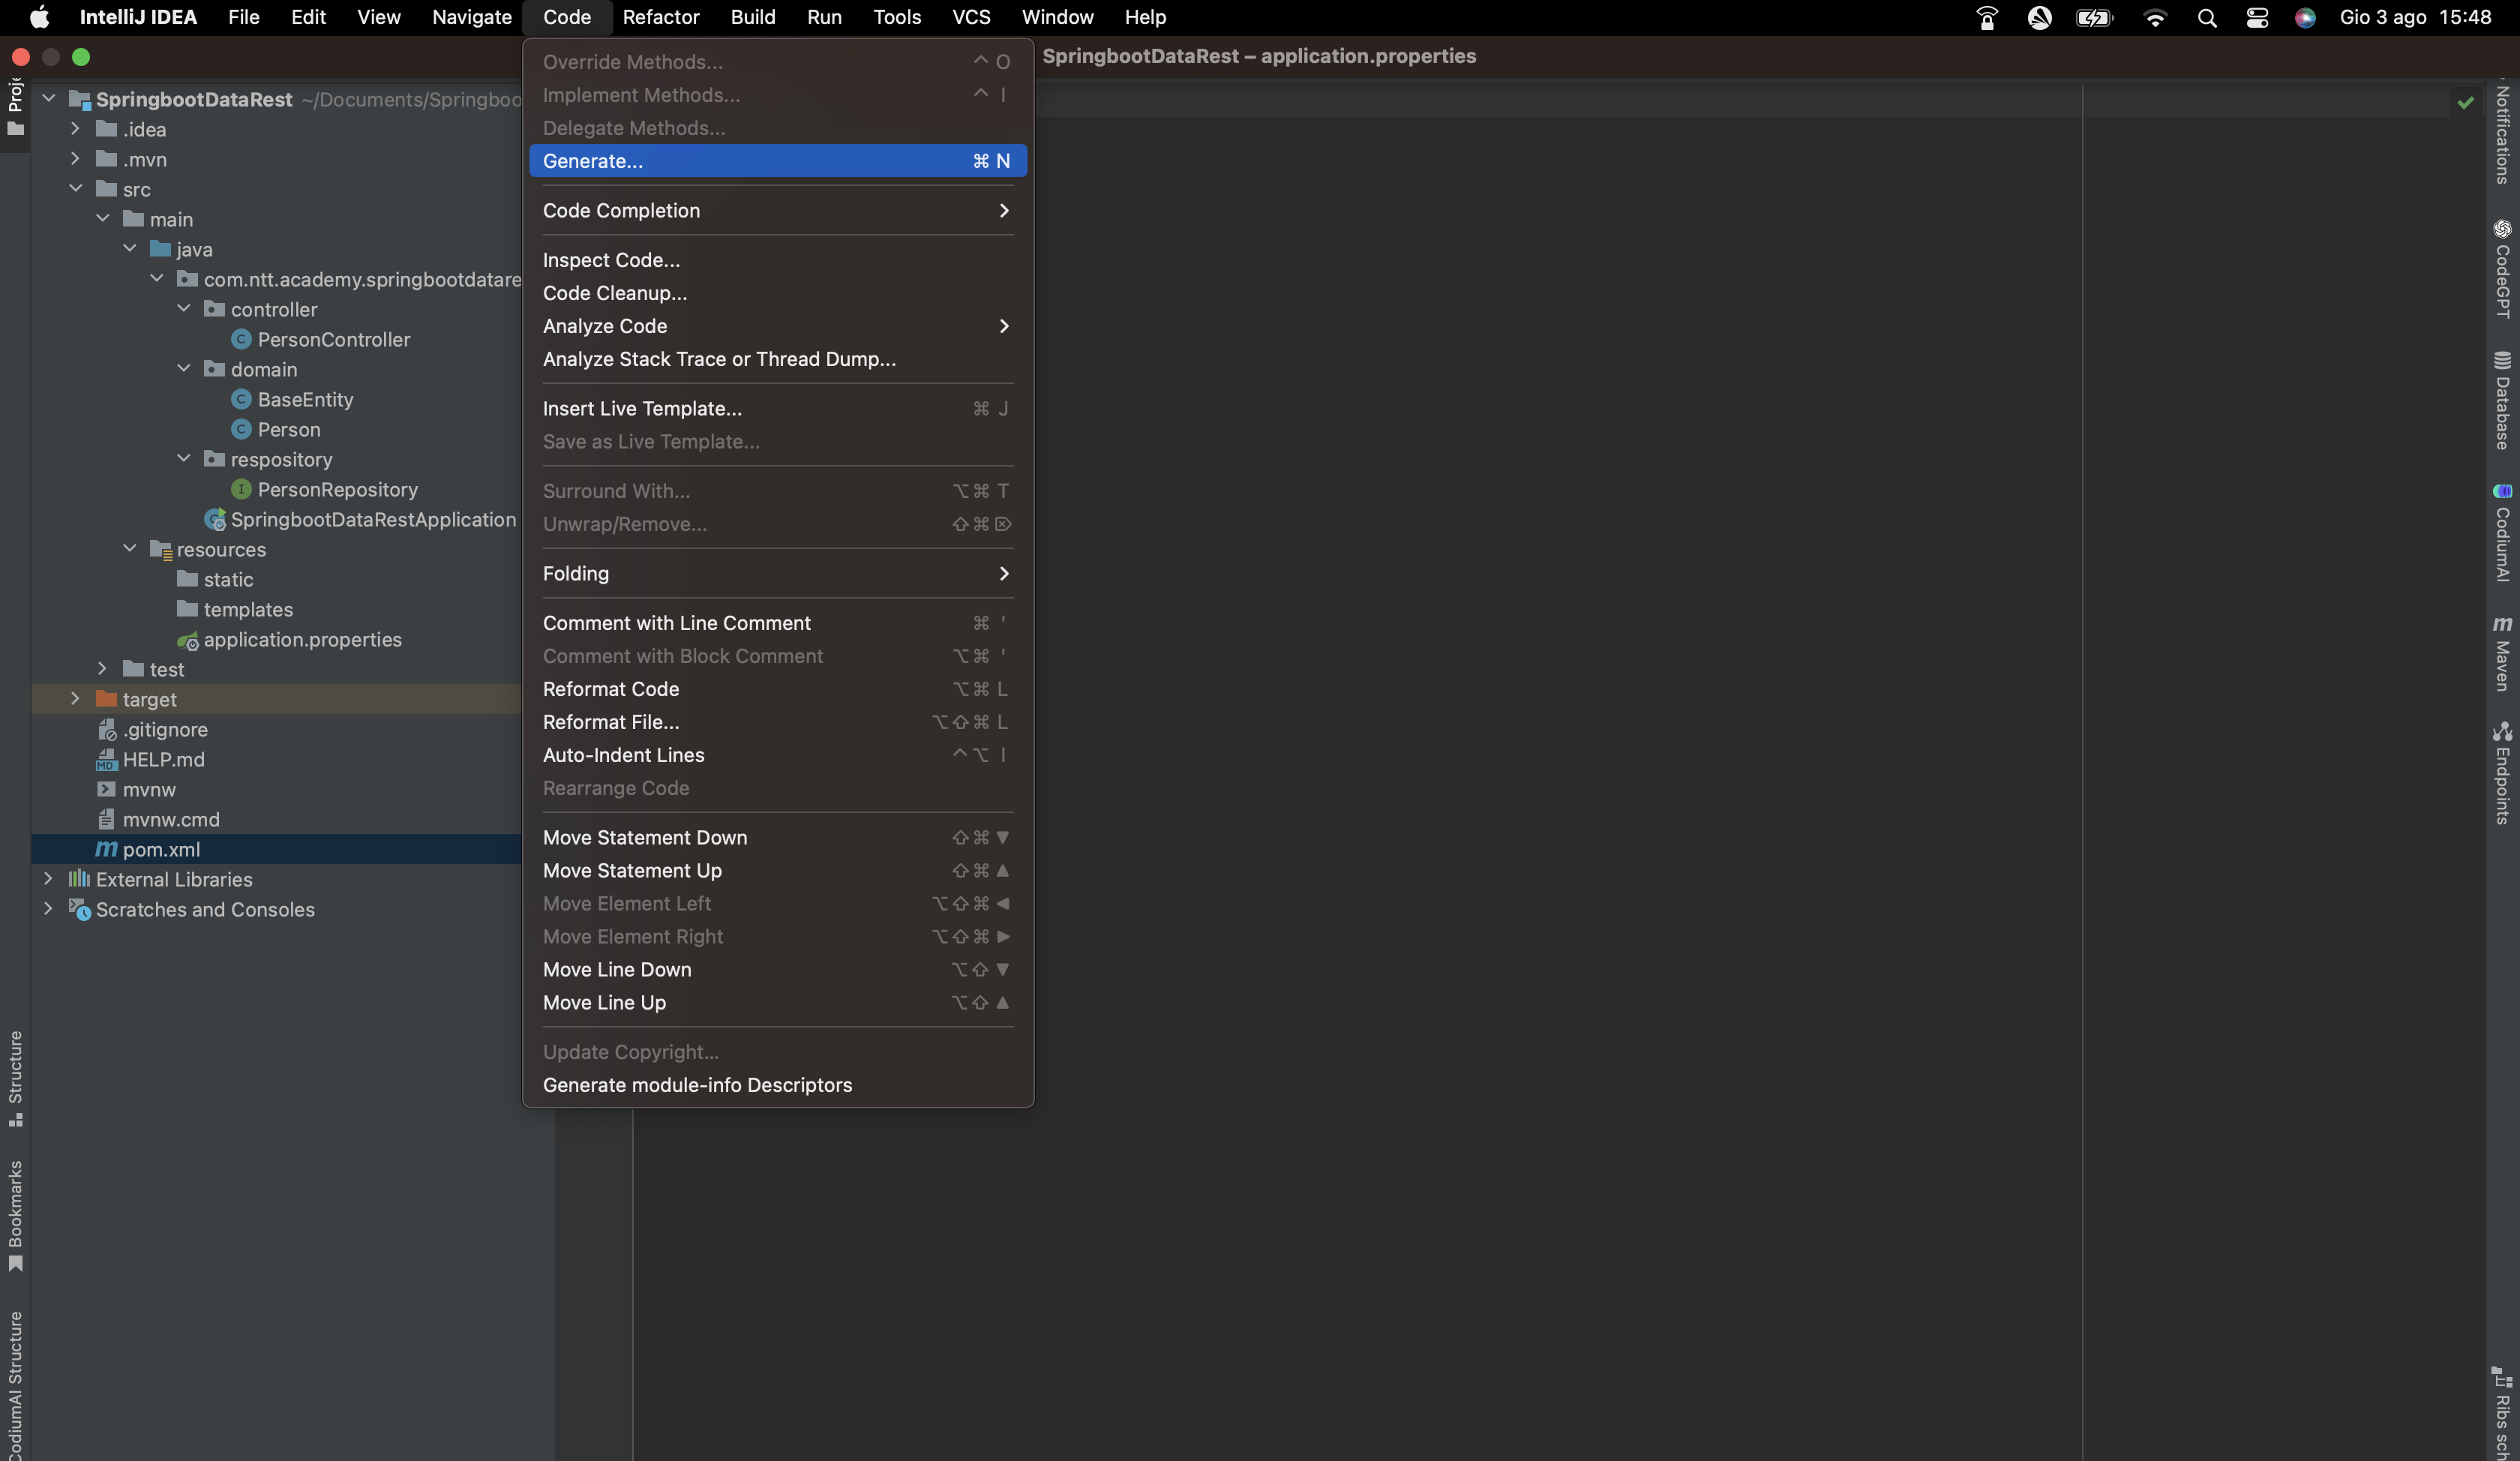 IntelliJ IDEA File Edit View Navigate Code Refactor Build Run Tools VCS Window Help Gio 3 ago 15:48
SpringbootDataRest – application.properties
SpringbootDataRest ~/Documents/Springboo
.idea
.mvn
src
main
java
com.ntt.academy.springbootdatare
controller
PersonController
domain
BaseEntity
Person
respository
PersonRepository
SpringbootDataRestApplication
resources
static
templates
application.properties
test
target
.gitignore
HELP.md
mvnw
mvnw.cmd
pom.xml
External Libraries
Scratches and Consoles
Override Methods... ^ O
Implement Methods... ^ I
Delegate Methods...
Generate... ⌘ N
Code Completion
Inspect Code...
Code Cleanup...
Analyze Code
Analyze Stack Trace or Thread Dump...
Insert Live Template... ⌘ J
Save as Live Template...
Surround With... ⌥⌘ T
Unwrap/Remove... ⇧⌘⌦
Folding
Comment with Line Comment ⌘ '
Comment with Block Comment ⌥⌘ '
Reformat Code ⌥⌘ L
Reformat File... ⌥⇧⌘ L
Auto-Indent Lines ^⌥ I
Rearrange Code
Move Statement Down ⇧⌘▼
Move Statement Up ⇧⌘▲
Move Element Left ⌥⇧⌘◀
Move Element Right ⌥⇧⌘▶
Move Line Down ⌥⇧▼
Move Line Up ⌥⇧▲
Update Copyright...
Generate module-info Descriptors
Proje
Structure
Bookmarks
CodiumAI Structure
Notifications
CodeGPT
Database
CodiumAI
Maven
Endpoints
Ribs sch